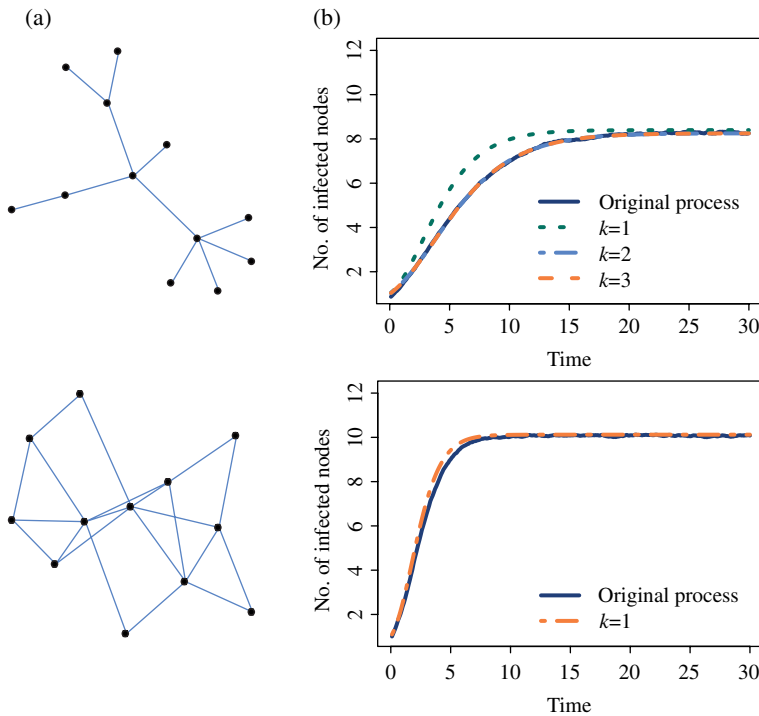 (a)
(b)
No. of infected nodes
12
10
8
6
4
2
Original process
k=1
k=2
k=3
0 5 10 15 20 25 30
Time
No. of infected nodes
12
10
8
6
4
2
Original process
k=1
0 5 10 15 20 25 30
Time